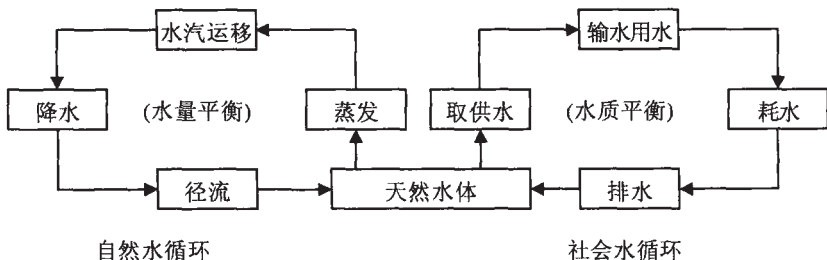 水汽运移
输水用水
降水
(水量平衡)
蒸发
取供水
(水质平衡)
耗水
径流
天然水体
排水
自然水循环
社会水循环